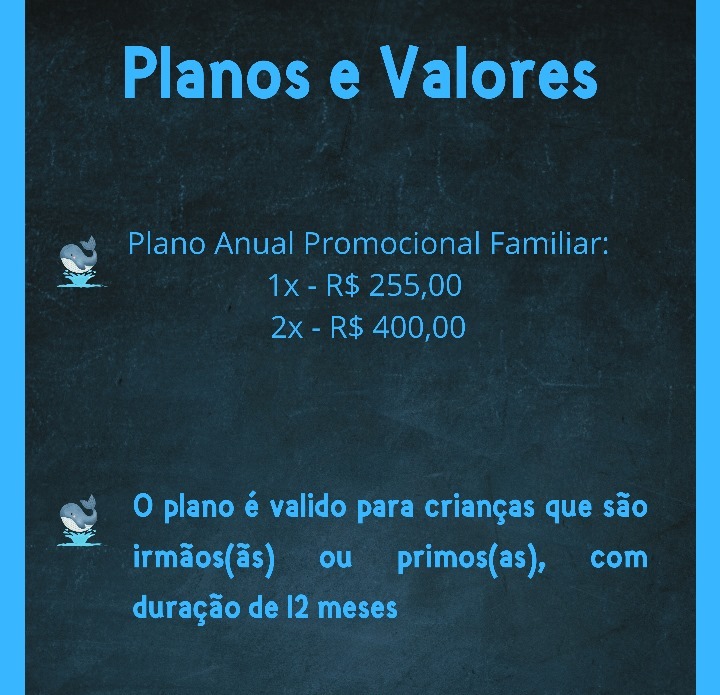 Planos e Valores
Plano Anual Promocional Familiar:
1x - R$ 255,00
2x - R$ 400,00
O plano é valido para crianças que são
irmãos(ãs) ou primos(as), com
duração de 12 meses